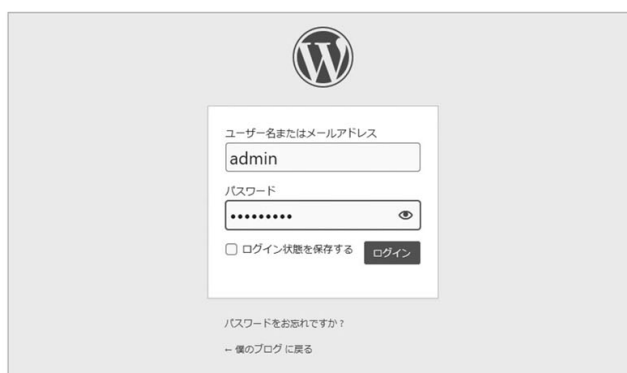 ユーザー名またはメールアドレス
admin
パスワード
•••••••••
ログイン状態を保存する
ログイン
パスワードをお忘れですか ?
← 僕のブログ に戻る